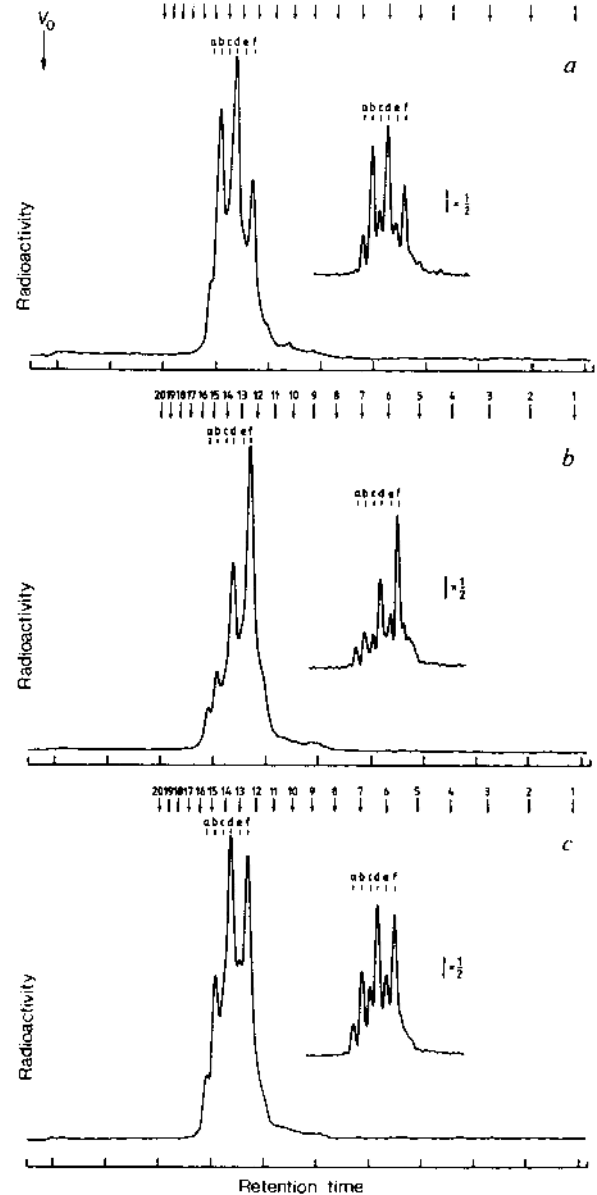 V₀
a
abcdef
abcdef
× ½
Radioactivity
20 19 18 17 16 15 14 13 12 11 10 9 8 7 6 5 4 3 2 1
b
abcdef
abcdef
× ½
Radioactivity
20 19 18 17 16 15 14 13 12 11 10 9 8 7 6 5 4 3 2 1
c
abcdef
abcdef
× ½
Radioactivity
Retention time